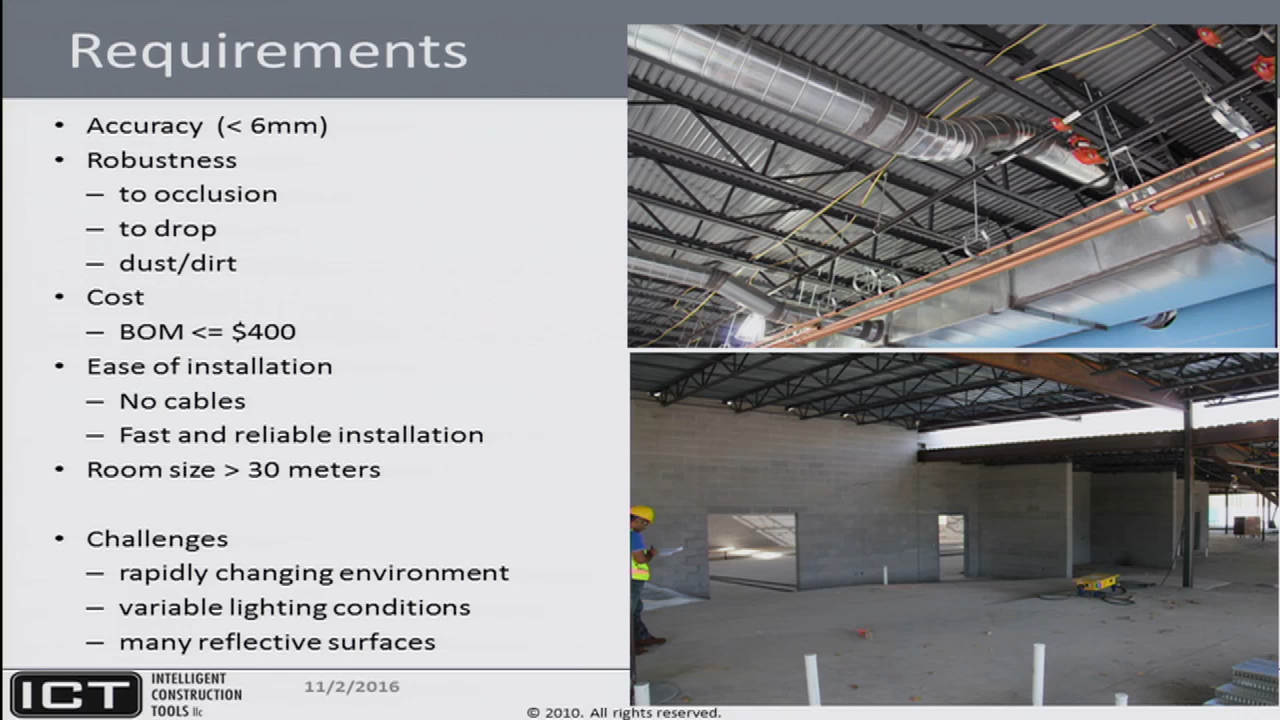 Requirements
• Accuracy (< 6mm)
• Robustness
– to occlusion
– to drop
– dust/dirt
• Cost
– BOM <= $400
• Ease of installation
– No cables
– Fast and reliable installation
• Room size > 30 meters
• Challenges
– rapidly changing environment
– variable lighting conditions
– many reflective surfaces
ICT
INTELLIGENT
CONSTRUCTION
TOOLS llc
11/2/2016
© 2010. All rights reserved.